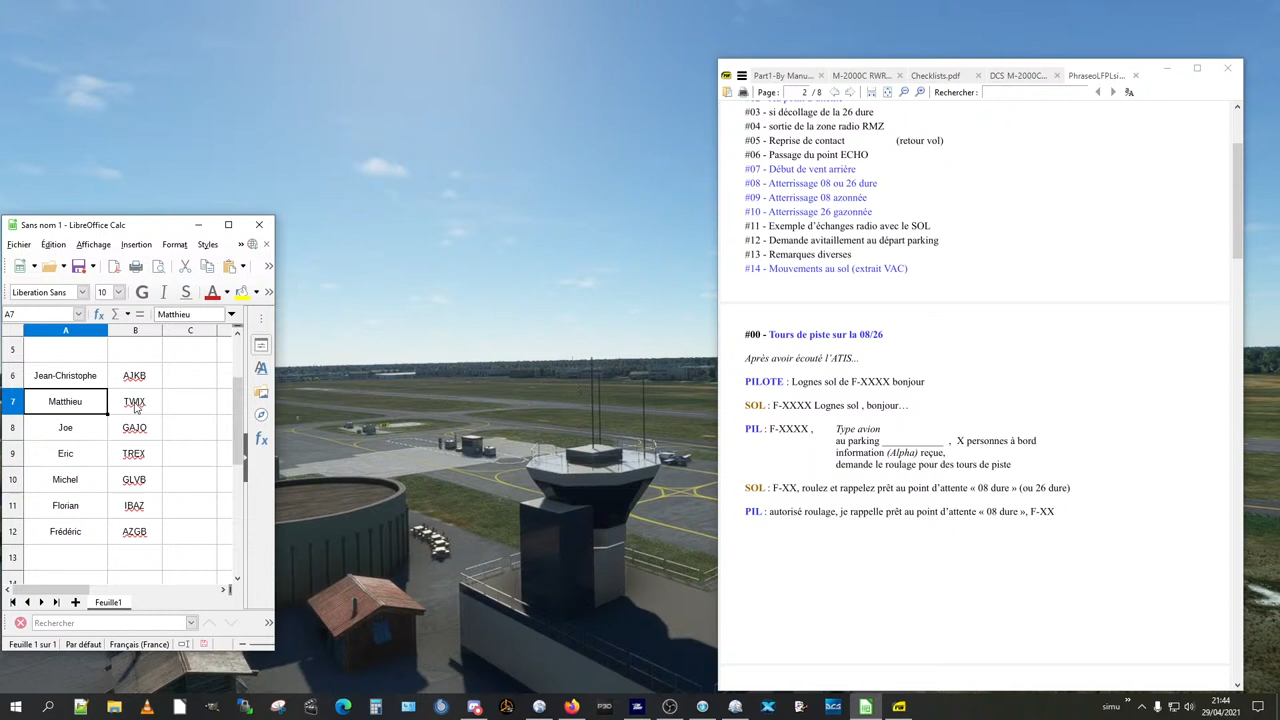 Sans nom 1 - LibreOffice Calc
Fichier Édition Affichage Insertion Format Styles »
Liberation Sans 10 G I S A
A7 Matthieu
A B C
5
6 Jean-Christophe AJKB
7 Matthieu TWIX
8 Joe GAJO
9 Eric TREX
10 Michel GLVB
11 Florian IBAZ
12 Frédéric AZGB
13
Feuille1
Rechercher
Feuille 1 sur 1 Par défaut Français (France)
Part1-By Manu... M-2000C RWR... Checklists.pdf DCS M-2000C... PhraseoLFPLsi...
Page : 2 / 8 Rechercher :
#03 - si décollage de la 26 dure
#04 - sortie de la zone radio RMZ
#05 - Reprise de contact (retour vol)
#06 - Passage du point ECHO
#07 - Début de vent arrière
#08 - Atterrissage 08 ou 26 dure
#09 - Atterrissage 08 azonnée
#10 - Atterrissage 26 gazonnée
#11 - Exemple d’échanges radio avec le SOL
#12 - Demande avitaillement au départ parking
#13 - Remarques diverses
#14 - Mouvements au sol (extrait VAC)
#00 - Tours de piste sur la 08/26
Après avoir écouté l’ATIS...
PILOTE : Lognes sol de F-XXXX bonjour
SOL : F-XXXX Lognes sol , bonjour…
PIL : F-XXXX , Type avion
au parking ___________ , X personnes à bord
information (Alpha) reçue,
demande le roulage pour des tours de piste
SOL : F-XX, roulez et rappelez prêt au point d’attente « 08 dure » (ou 26 dure)
PIL : autorisé roulage, je rappelle prêt au point d’attente « 08 dure », F-XX
P3D DCS simu » 21:44
29/04/2021